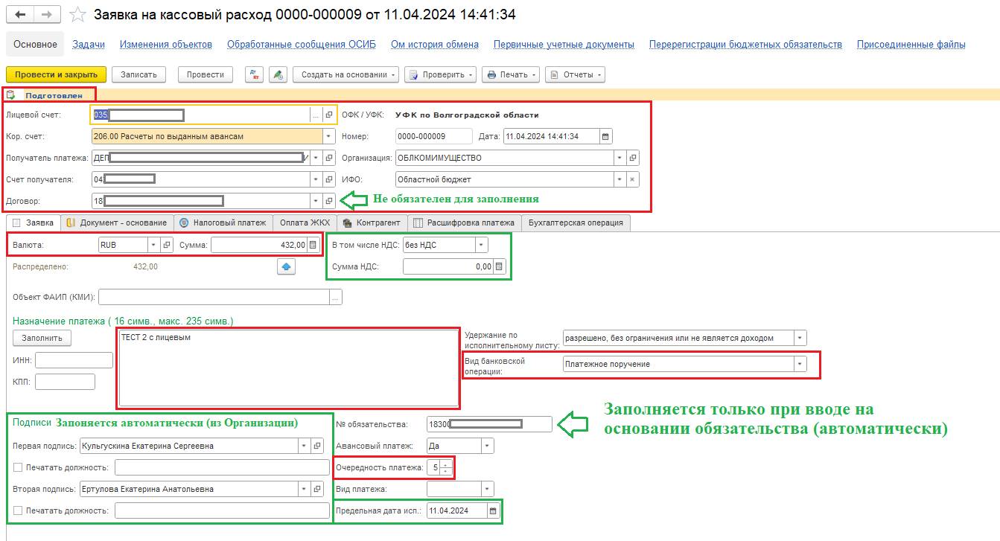 Заявка на кассовый расход 0000-000009 от 11.04.2024 14:41:34
Основное Задачи Изменения объектов Обработанные сообщения ОСИБ Ом история обмена Первичные учетные документы Перерегистрации бюджетных обязательств Присоединенные файлы
Провести и закрыть Записать Провести Дт Кт Создать на основании Проверить Печать Отчеты
Подготовлен
Лицевой счет: 035 ... ОФК / УФК: УФК по Волгоградской области
Кор. счет: 206.00 Расчеты по выданным авансам Номер: 0000-000009 Дата: 11.04.2024 14:41:34
Получатель платежа: ДЕП Организация: ОБЛКОМИМУЩЕСТВО
Счет получателя: 04 ИФО: Областной бюджет ×
Договор: 18 Не обязателен для заполнения
Заявка Документ - основание Налоговый платеж Оплата ЖКХ Контрагент Расшифровка платежа Бухгалтерская операция
Валюта: RUB Сумма: 432,00 В том числе НДС: без НДС
Распределено: 432,00 Сумма НДС: 0,00
Объект ФАИП (КМИ): ...
Назначение платежа ( 16 симв., макс. 235 симв.)
Заполнить ТЕСТ 2 с лицевым Удержание по
исполнительному листу: разрешено, без ограничения или не является доходом
ИНН: Вид банковской
операции: Платежное поручение
КПП:
Заполняется только при вводе на
основании обязательства (автоматически)
Подписи Запоняется автоматически (из Организации) № обязательства: 18300
Первая подпись: Кульгускина Екатерина Сергеевна Авансовый платеж: Да
Печатать должность: Очередность платежа: 5
Вторая подпись: Ертулова Екатерина Анатольевна Вид платежа:
Печатать должность: Предельная дата исп.: 11.04.2024